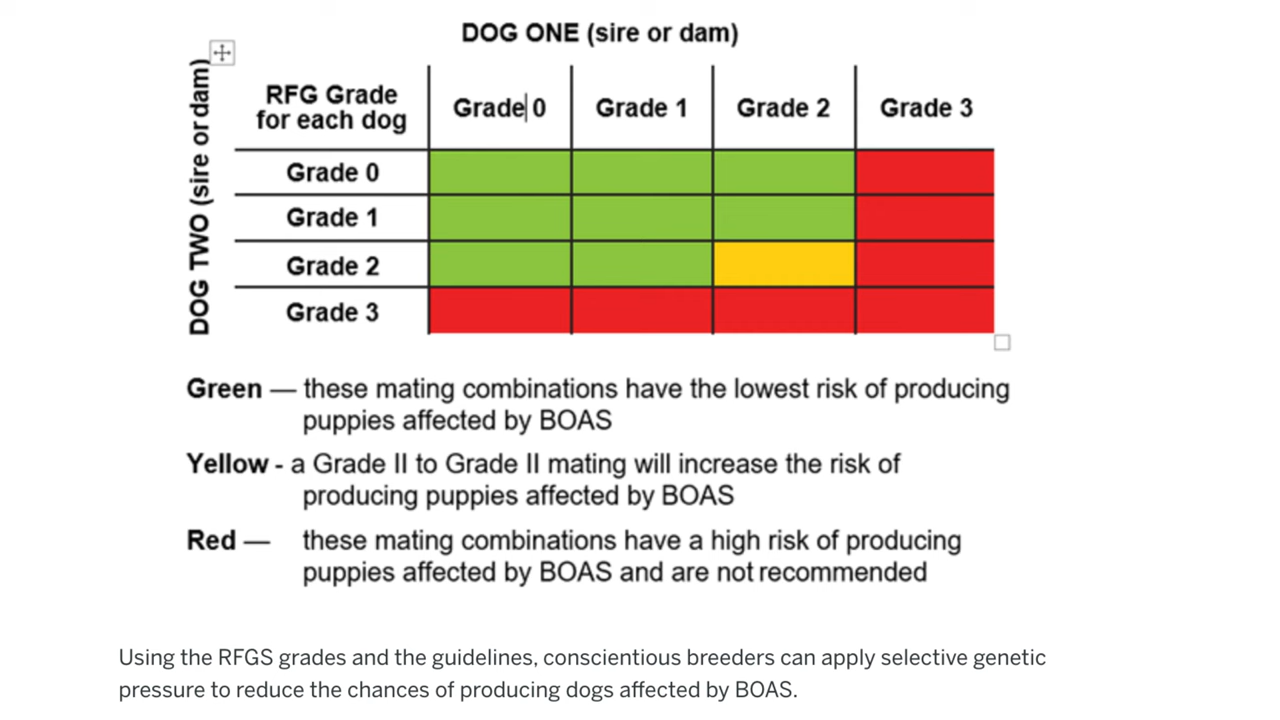 DOG ONE (sire or dam)
DOG TWO (sire or dam)
RFG Grade
for each dog
Grade 0
Grade 1
Grade 2
Grade 3
Grade 0
Grade 1
Grade 2
Grade 3
Green — these mating combinations have the lowest risk of producing
puppies affected by BOAS
Yellow - a Grade II to Grade II mating will increase the risk of
producing puppies affected by BOAS
Red — these mating combinations have a high risk of producing
puppies affected by BOAS and are not recommended
Using the RFGS grades and the guidelines, conscientious breeders can apply selective genetic
pressure to reduce the chances of producing dogs affected by BOAS.